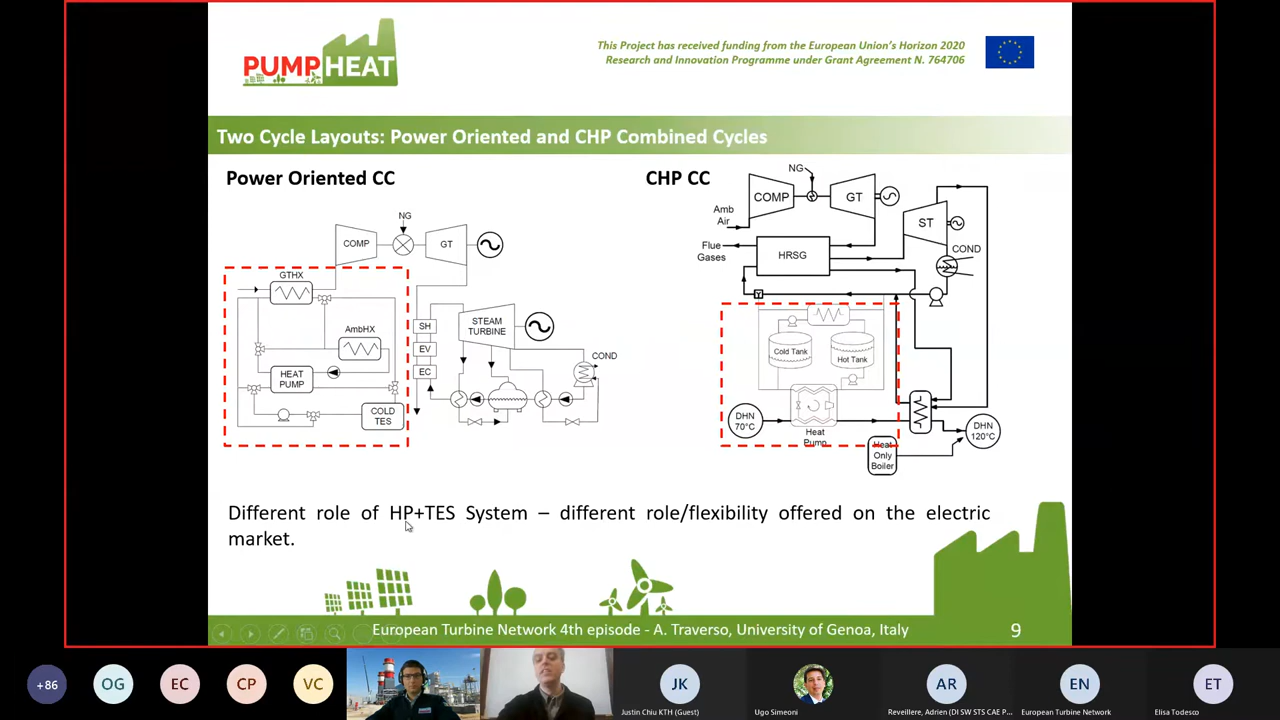 PUMPHEAT
This Project has received funding from the European Union's Horizon 2020
Research and Innovation Programme under Grant Agreement N. 764706
Two Cycle Layouts: Power Oriented and CHP Combined Cycles
Power Oriented CC
NG
COMP
GT
GTHX
AmbHX
HEAT
PUMP
COLD
TES
SH
EV
EC
STEAM
TURBINE
COND
CHP CC
NG
COMP
GT
Amb
Air
ST
Flue
Gases
HRSG
COND
Cold Tank
Hot Tank
DHN
70°C
Heat
Pump
Heat
Only
Boiler
DHN
120°C
Different role of HP+TES System – different role/flexibility offered on the electric
market.
European Turbine Network 4th episode - A. Traverso, University of Genoa, Italy
9
+86
OG
EC
CP
VC
JK
Justin Chiu KTH (Guest)
Ugo Simeoni
AR
Reveillere, Adrien (DI SW STS CAE P...
EN
European Turbine Network
ET
Elisa Todesco